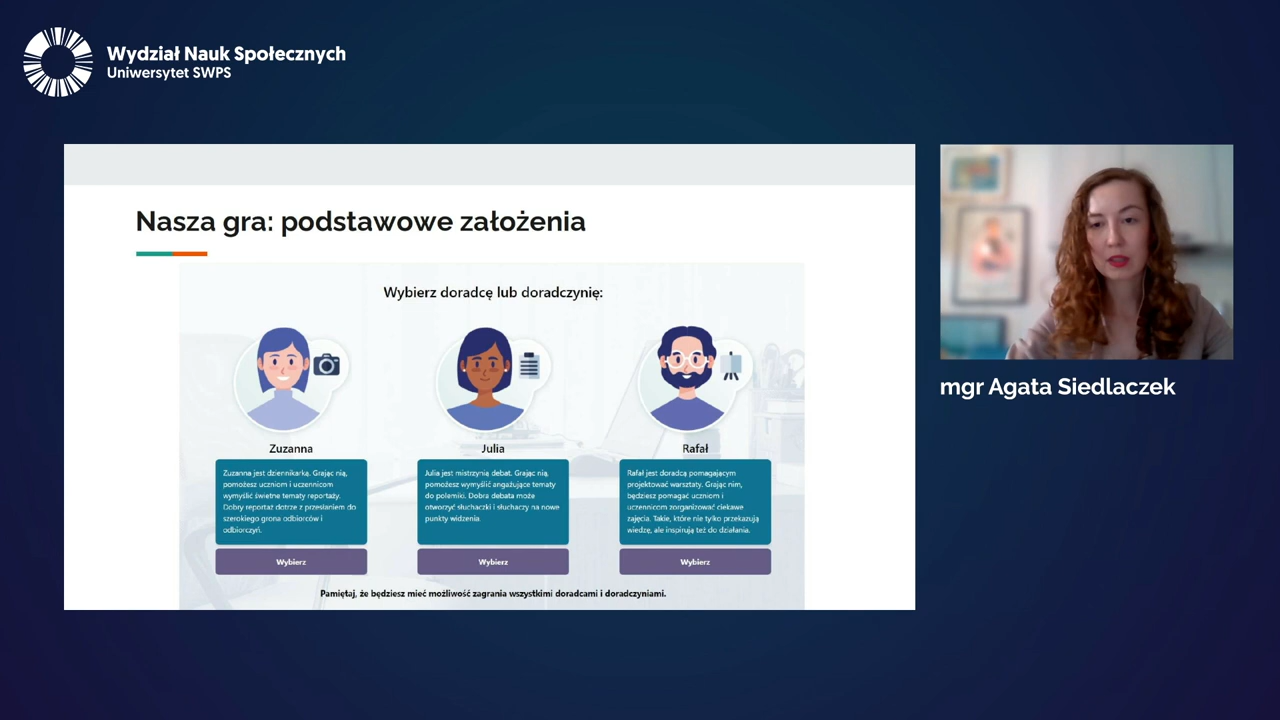 Wydział Nauk Społecznych
Uniwersytet SWPS
Nasza gra: podstawowe założenia
Wybierz doradcę lub doradczynię:
Zuzanna
Zuzanna jest dziennikarką. Grając nią,
pomożesz uczniom i uczennicom
wymyślić świetne tematy reportaży.
Dobry reportaż dotrze z przesłaniem do
szerokiego grona odbiorców i
odbiorczyń.
Wybierz
Julia
Julia jest mistrzynią debat. Grając nią,
pomożesz wymyślić angażujące tematy
do polemiki. Dobra debata może
otworzyć słuchaczki i słuchaczy na nowe
punkty widzenia.
Wybierz
Rafał
Rafał jest doradcą pomagającym
projektować warsztaty. Grając nim,
będziesz pomagać uczniom i
uczennicom zorganizować ciekawe
zajęcia. Takie, które nie tylko przekazują
wiedzę, ale inspirują też do działania.
Wybierz
Pamiętaj, że będziesz mieć możliwość zagrania wszystkimi doradcami i doradczyniami.
mgr Agata Siedlaczek